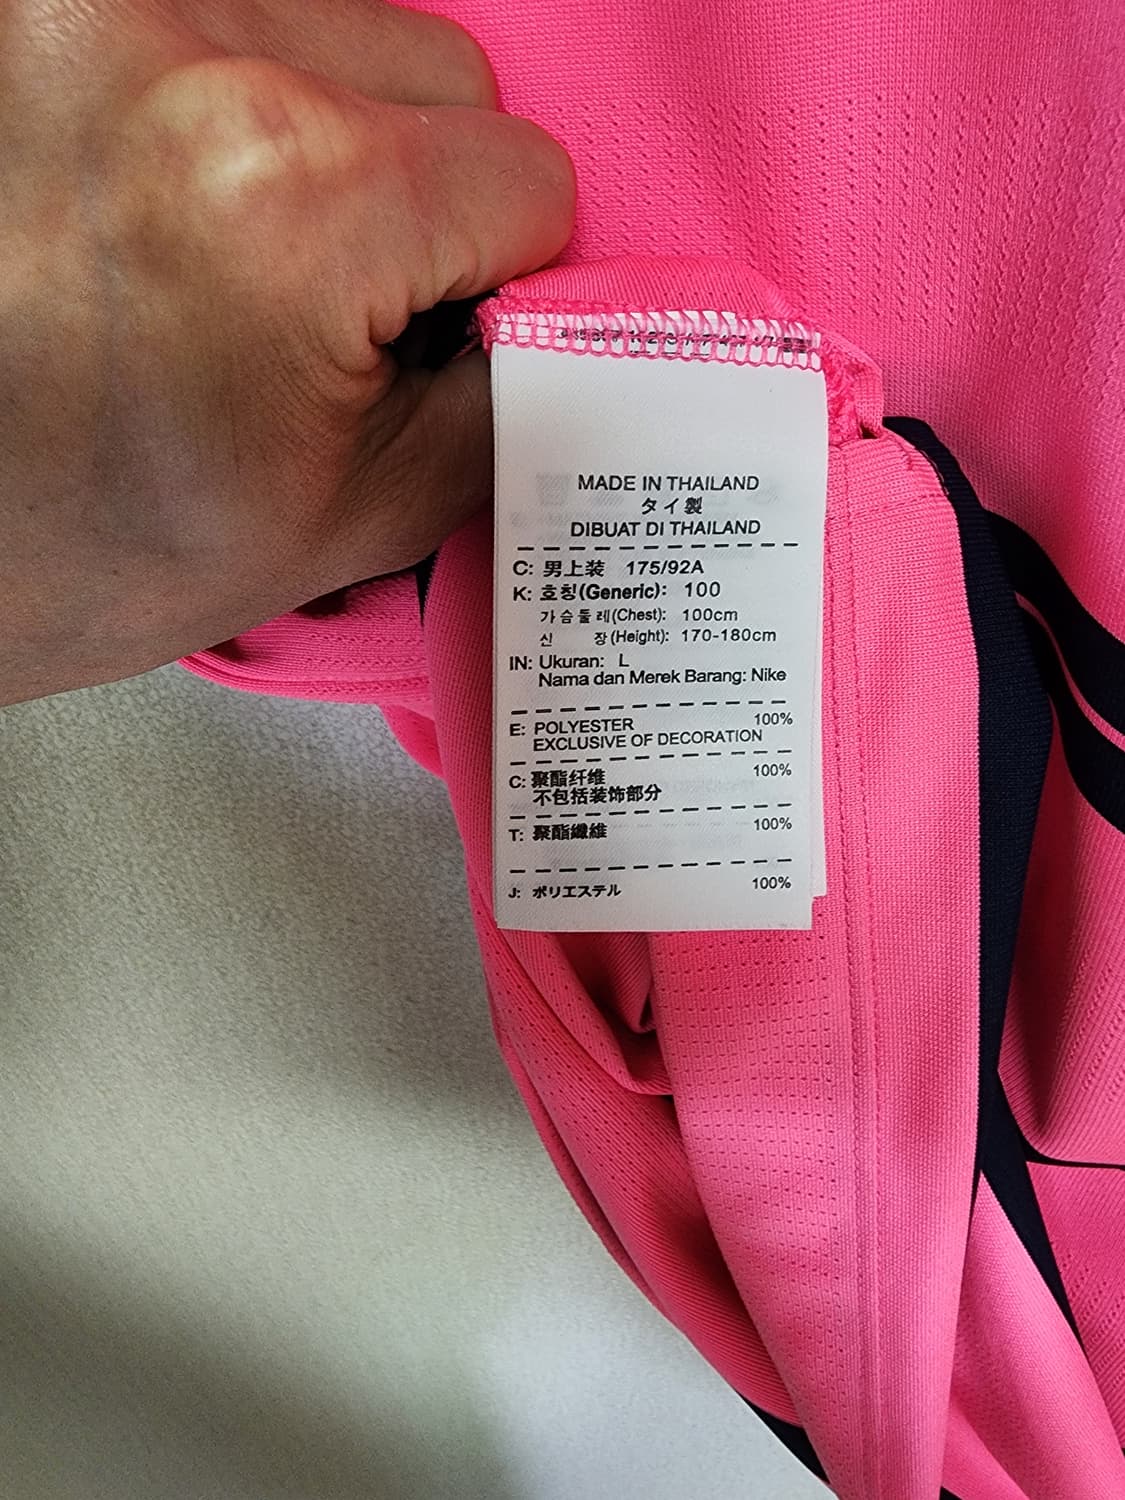 MADE IN THAILAND
タイ製
DIBUAT DI THAILAND
C: 男上装 175/92A
K: 호칭(Generic): 100
가슴둘레(Chest): 100cm
신 장(Height): 170-180cm
IN: Ukuran: L
Nama dan Merek Barang: Nike
E: POLYESTER 100%
EXCLUSIVE OF DECORATION
C: 聚酯纤维 100%
不包括装饰部分
T: 聚酯纖維 100%
J: ポリエステル 100%